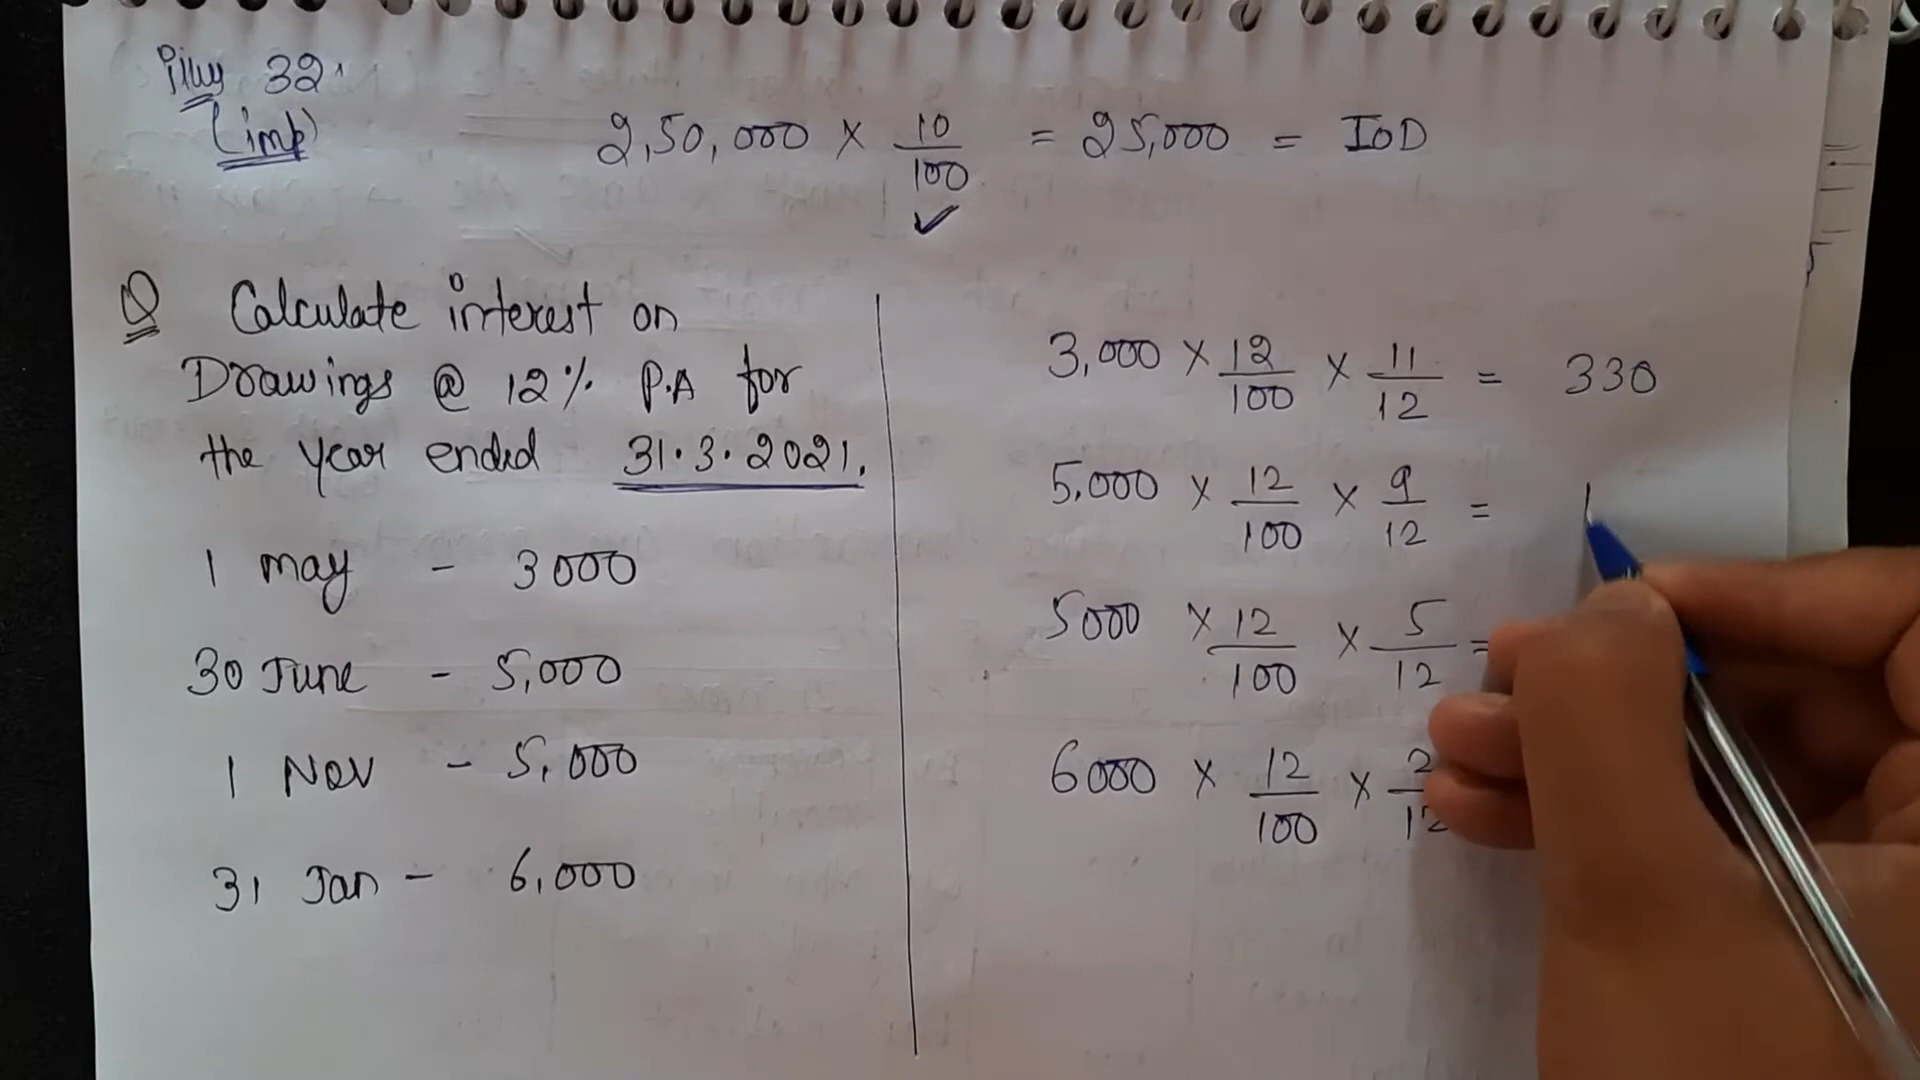 illus 32.
(imp)
2,50,000 × 10/100 = 25,000 = IOD
Q Calculate interest on
Drawings @ 12% P.A for
the year ended 31.3.2021.
1 may - 3000
30 June - 5,000
1 Nov - 5,000
31 Jan - 6,000
3,000 × 12/100 × 11/12 = 330
5,000 × 12/100 × 9/12 =
5000 × 12/100 × 5/12 =
6000 × 12/100 × 2/12